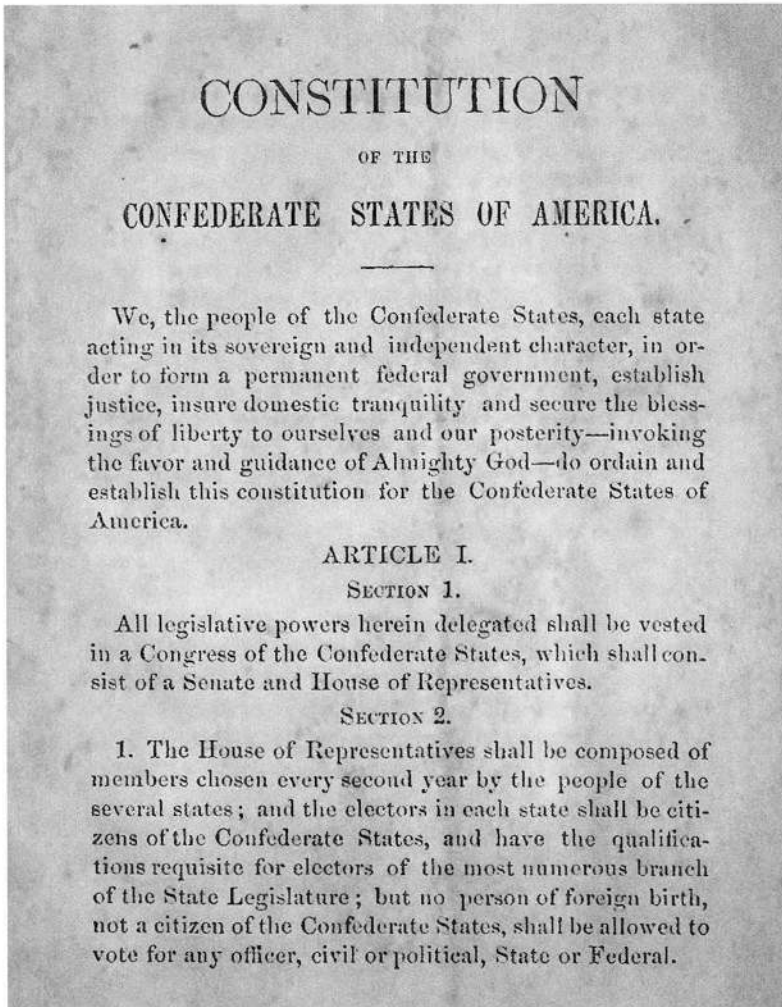 CONSTITUTION
OF THE
CONFEDERATE STATES OF AMERICA.
We, the people of the Confederate States, each state
acting in its sovereign and independent character, in or-
der to form a permanent federal government, establish
justice, insure domestic tranquility and secure the bless-
ings of liberty to ourselves and our posterity—invoking
the favor and guidance of Almighty God—do ordain and
establish this constitution for the Confederate States of
America.
ARTICLE I.
SECTION 1.
All legislative powers herein delegated shall be vested
in a Congress of the Confederate States, which shall con-
sist of a Senate and House of Representatives.
SECTION 2.
1. The House of Representatives shall be composed of
members chosen every second year by the people of the
several states; and the electors in each state shall be citi-
zens of the Confederate States, and have the qualifica-
tions requisite for electors of the most numerous branch
of the State Legislature; but no person of foreign birth,
not a citizen of the Confederate States, shall be allowed to
vote for any officer, civil or political, State or Federal.